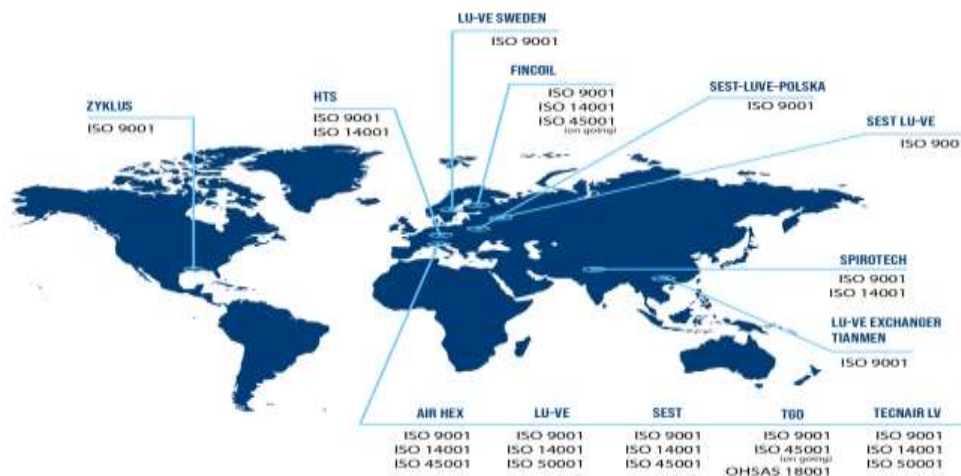 LU-VE SWEDEN
ISO 9001
FINCOIL
ISO 9001
ISO 14001
ISO 45001
(on going)
SEST-LUVE-POLSKA
ISO 9001
ZYKLUS
ISO 9001
HTS
ISO 9001
ISO 14001
SEST LU-VE
ISO 900
SPIROTECH
ISO 9001
ISO 14001
LU-VE EXCHANGER
TIANMEN
ISO 9001
AIR HEX
ISO 9001
ISO 14001
ISO 45001
LU-VE
ISO 9001
ISO 14001
ISO 50001
SEST
ISO 9001
ISO 14001
ISO 45001
TGD
ISO 9001
ISO 45001
(on going)
OHSAS 18001
TECNAIR LV
ISO 9001
ISO 14001
ISO 50001